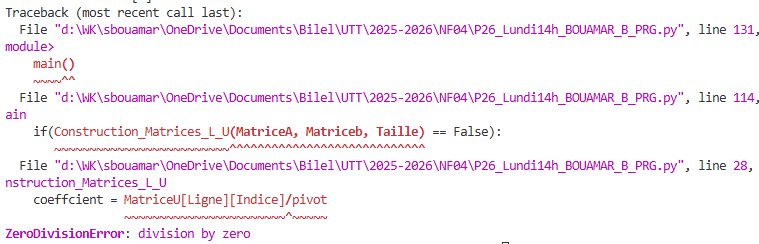 Traceback (most recent call last):
  File "d:\WK\sbouamar\OneDrive\Documents\Bilel\UTT\2025-2026\NF04\P26_Lundi14h_BOUAMAR_B_PRG.py", line 131,
module>
    main()
    ~~~~^^
  File "d:\WK\sbouamar\OneDrive\Documents\Bilel\UTT\2025-2026\NF04\P26_Lundi14h_BOUAMAR_B_PRG.py", line 114,
ain
    if(Construction_Matrices_L_U(MatriceA, Matriceb, Taille) == False):
       ~~~~~~~~~~~~~~~~~~~~~~~~~^^^^^^^^^^^^^^^^^^^^^^^^^^^^
  File "d:\WK\sbouamar\OneDrive\Documents\Bilel\UTT\2025-2026\NF04\P26_Lundi14h_BOUAMAR_B_PRG.py", line 28,
nstruction_Matrices_L_U
    coeffcient = MatriceU[Ligne][Indice]/pivot
                 ~~~~~~~~~~~~~~~~~~~~~~~^~~~~~
ZeroDivisionError: division by zero